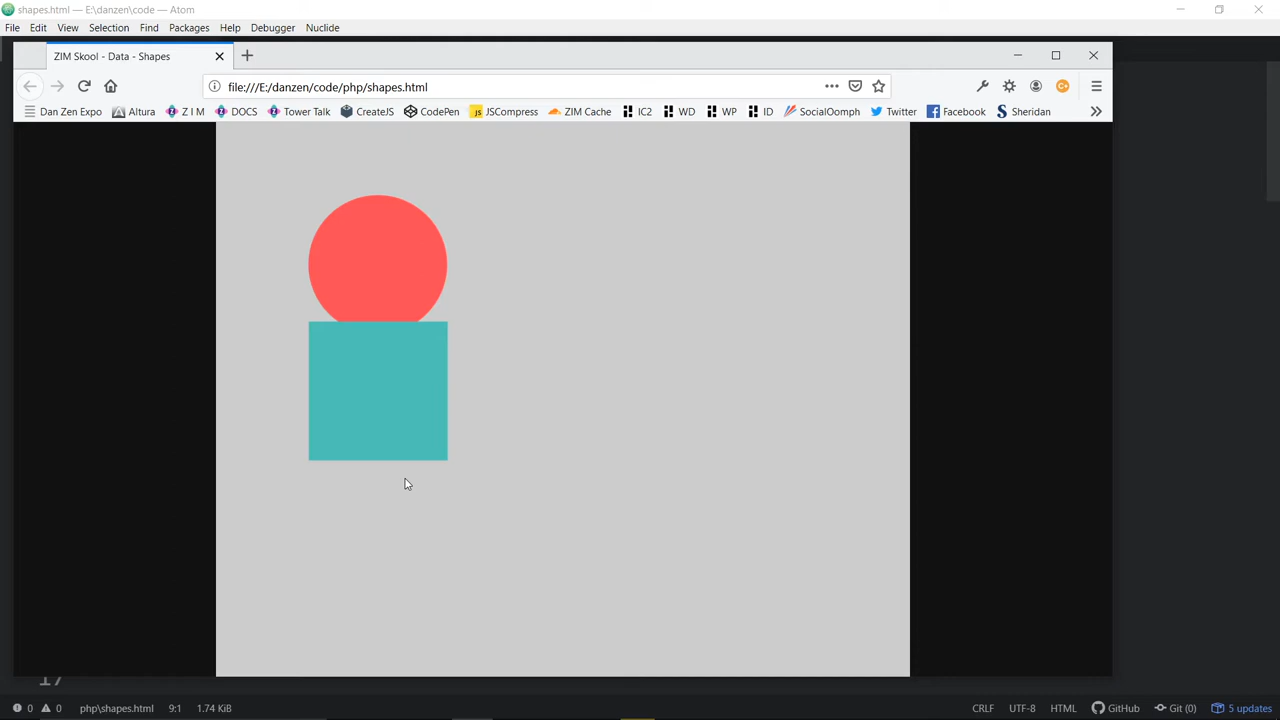 shapes.html — E:\danzen\code — Atom
File Edit View Selection Find Packages Help Debugger Nuclide
ZIM Skool - Data - Shapes
file:///E:/danzen/code/php/shapes.html
Dan Zen Expo Altura Z I M DOCS Tower Talk CreateJS CodePen JS JSCompress ZIM Cache IC2 WD WP ID SocialOomph Twitter Facebook Sheridan
17
0 0 php\shapes.html 9:1 1.74 KiB CRLF UTF-8 HTML GitHub Git (0) 5 updates